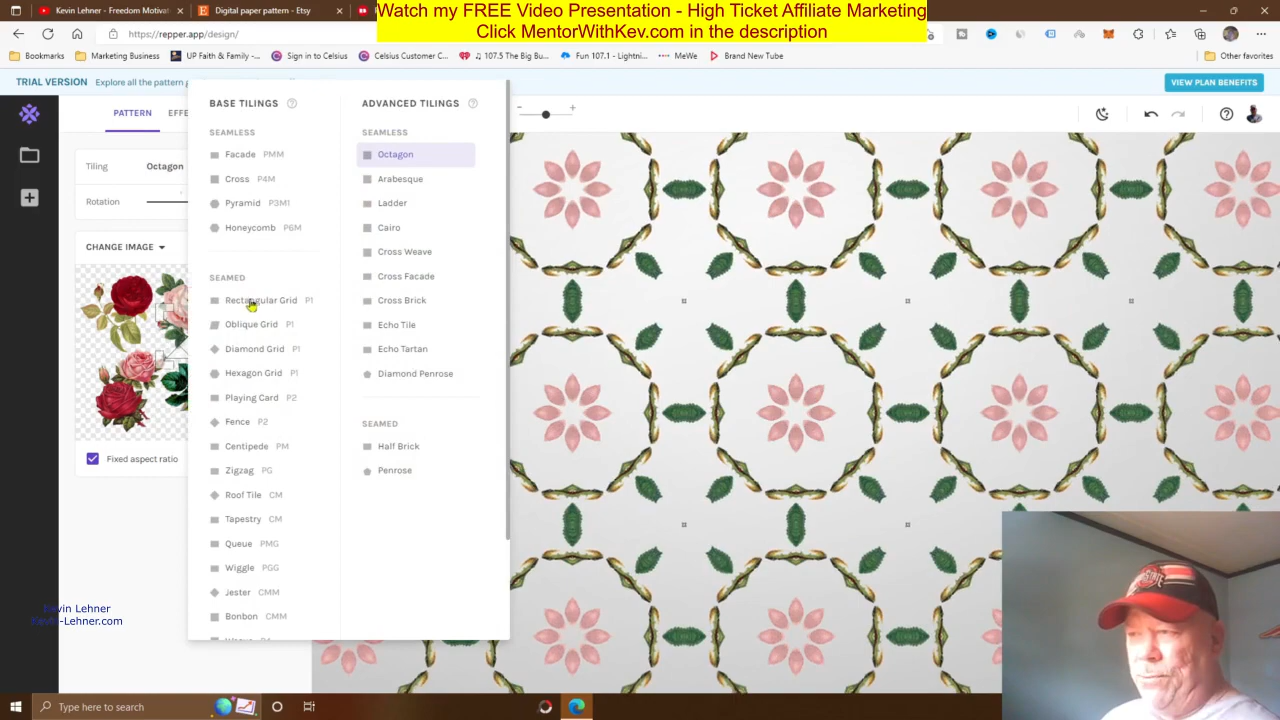 Watch my FREE Video Presentation - High Ticket Affiliate Marketing
Click MentorWithKev.com in the description
Kevin Lehner - Freedom Motivat
Digital paper pattern - Etsy
https://repper.app/design/
Bookmarks
Marketing Business
UP Faith & Family -...
Sign in to Celsius
Celsius Customer C...
107.5 The Big Bu...
Fun 107.1 - Lightni...
MeWe
Brand New Tube
Other favorites
TRIAL VERSION
Explore all the pattern
VIEW PLAN BENEFITS
PATTERN
EFFE
Tiling
Octagon
Rotation
CHANGE IMAGE
Fixed aspect ratio
BASE TILINGS
SEAMLESS
Facade PMM
Cross P4M
Pyramid P3M1
Honeycomb P6M
SEAMED
Rectangular Grid P1
Oblique Grid P1
Diamond Grid P1
Hexagon Grid P1
Playing Card P2
Fence P2
Centipede PM
Zigzag PG
Roof Tile CM
Tapestry CM
Queue PMG
Wiggle PGG
Jester CMM
Bonbon CMM
ADVANCED TILINGS
SEAMLESS
Octagon
Arabesque
Ladder
Cairo
Cross Weave
Cross Facade
Cross Brick
Echo Tile
Echo Tartan
Diamond Penrose
SEAMED
Half Brick
Penrose
Kevin Lehner
Kevin-Lehner.com
Type here to search